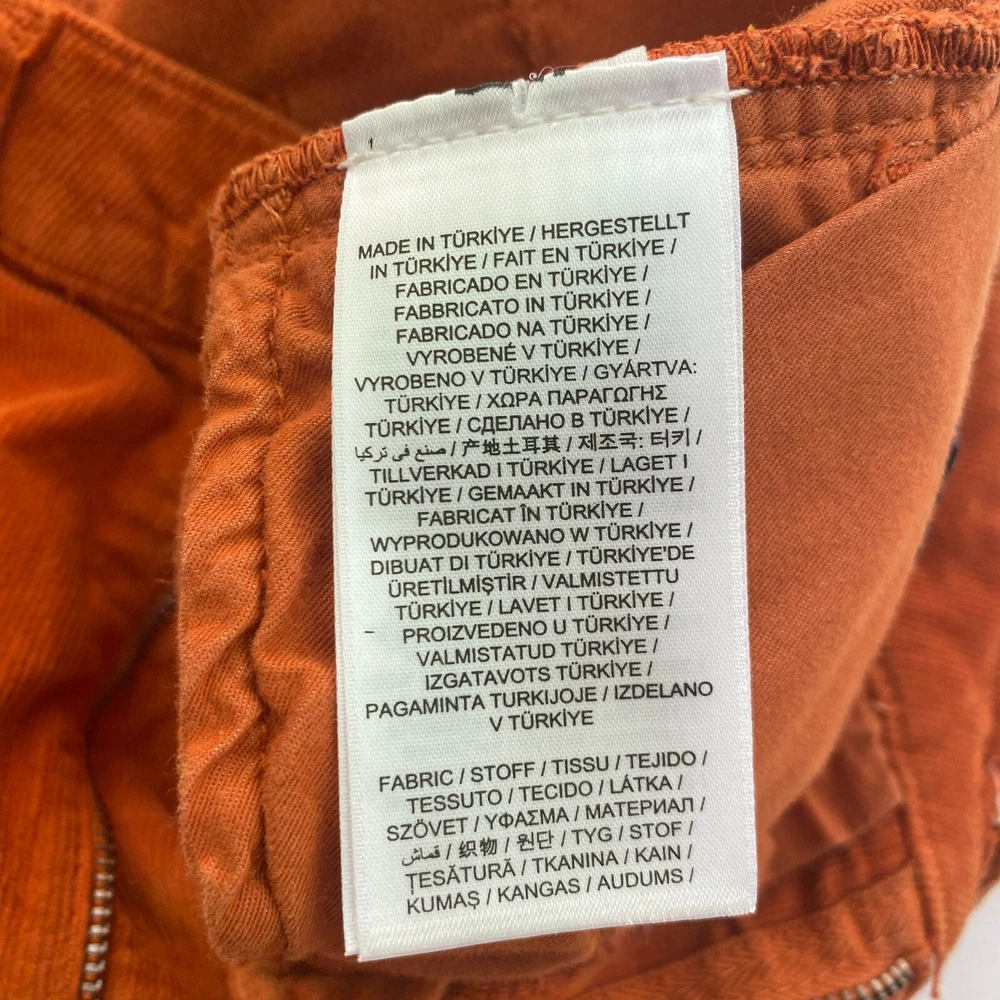 MADE IN TÜRKİYE / HERGESTELLT
IN TÜRKİYE / FAIT EN TÜRKİYE /
FABRICADO EN TÜRKİYE /
FABBRICATO IN TÜRKİYE /
FABRICADO NA TÜRKİYE /
VYROBENÉ V TÜRKİYE /
VYROBENO V TÜRKİYE / GYÁRTVA:
TÜRKİYE / ΧΩΡΑ ΠΑΡΑΓΩΓΗΣ
TÜRKİYE / СДЕЛАНО В TÜRKİYE /
صنع في تركيا / 产地土耳其 / 제조국: 터키 /
TILLVERKAD I TÜRKİYE / LAGET I
TÜRKİYE / GEMAAKT IN TÜRKİYE /
FABRICAT ÎN TÜRKİYE /
WYPRODUKOWANO W TÜRKİYE /
DIBUAT DI TÜRKİYE / TÜRKİYE'DE
ÜRETİLMİŞTİR / VALMISTETTU
TÜRKİYE / LAVET I TÜRKİYE /
PROIZVEDENO U TÜRKİYE /
VALMISTATUD TÜRKİYE /
IZGATAVOTS TÜRKİYE /
PAGAMINTA TURKIJOJE / IZDELANO
V TÜRKİYE
FABRIC / STOFF / TISSU / TEJIDO /
TESSUTO / TECIDO / LÁTKA /
SZÖVET / ΥΦΑΣΜΑ / МАТЕРИАЛ /
قماش / 织物 / 원단 / TYG / STOF /
ȚESĂTURĂ / TKANINA / KAIN /
KUMAŞ / KANGAS / AUDUMS /